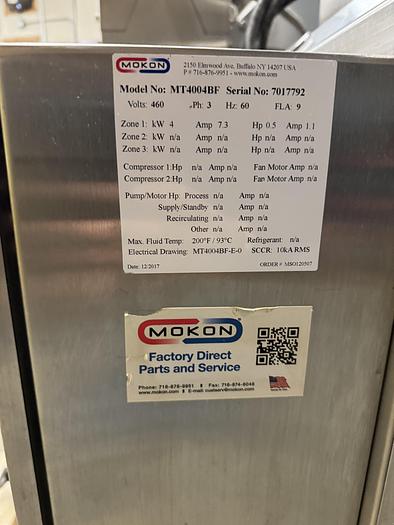 MOKON
2150 Elmwood Ave, Buffalo NY 14207 USA
P # 716-876-9951 - www.mokon.com
Model No: MT4004BF Serial No: 7017792
Volts: 460 Ph: 3 Hz: 60 FLA: 9
Zone 1: kW 4 Amp 7.3 Hp 0.5 Amp 1.1
Zone 2: kW n/a Amp n/a Hp n/a Amp n/a
Zone 3: kW n/a Amp n/a Hp n/a Amp n/a
Compressor 1:Hp n/a Amp n/a Fan Motor Amp n/a
Compressor 2:Hp n/a Amp n/a Fan Motor Amp n/a
Pump/Motor Hp: Process n/a Amp n/a
Supply/Standby n/a Amp n/a
Recirculating n/a Amp n/a
Other n/a Amp n/a
Max. Fluid Temp: 200°F / 93°C Refrigerant: n/a
Electrical Drawing: MT4004BF-E-0 SCCR: 10kA RMS
Date: 12/2017 ORDER #: MSO120507
MOKON
Factory Direct
Parts and Service
Phone: 716-876-9951 Fax: 716-874-8048
www.mokon.com E-mail: custserv@mokon.com